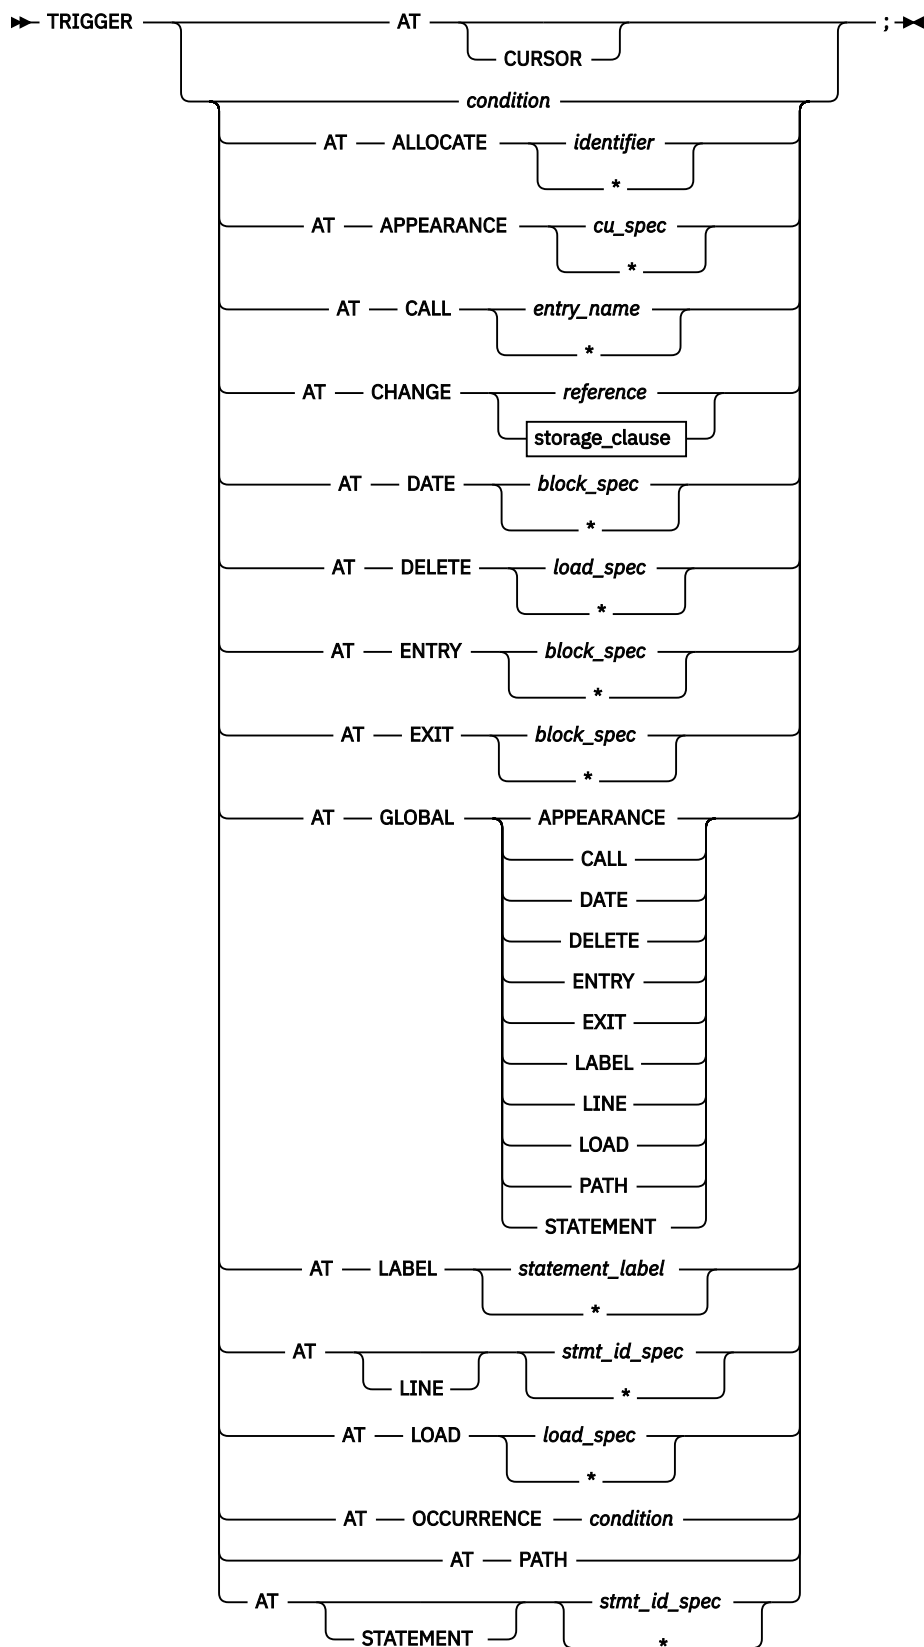 TRIGGER AT ;
CURSOR
condition
AT ALLOCATE identifier
*
AT APPEARANCE cu_spec
*
AT CALL entry_name
*
AT CHANGE reference
storage_clause
AT DATE block_spec
*
AT DELETE load_spec
*
AT ENTRY block_spec
*
AT EXIT block_spec
*
AT GLOBAL APPEARANCE
CALL
DATE
DELETE
ENTRY
EXIT
LABEL
LINE
LOAD
PATH
STATEMENT
AT LABEL statement_label
*
AT stmt_id_spec
LINE *
AT LOAD load_spec
*
AT OCCURRENCE condition
AT PATH
AT stmt_id_spec
STATEMENT *